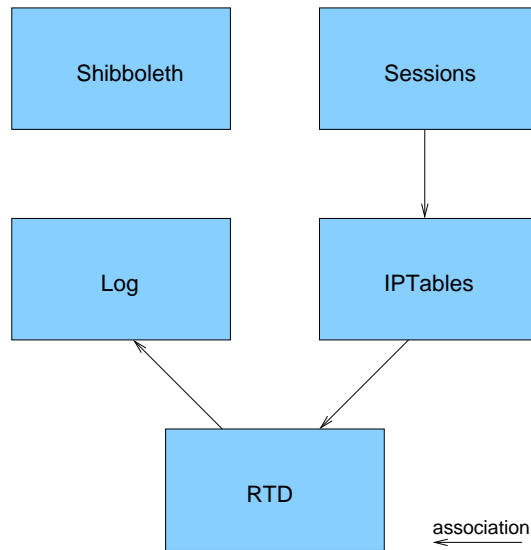 Shibboleth
Sessions
Log
IPTables
RTD
association